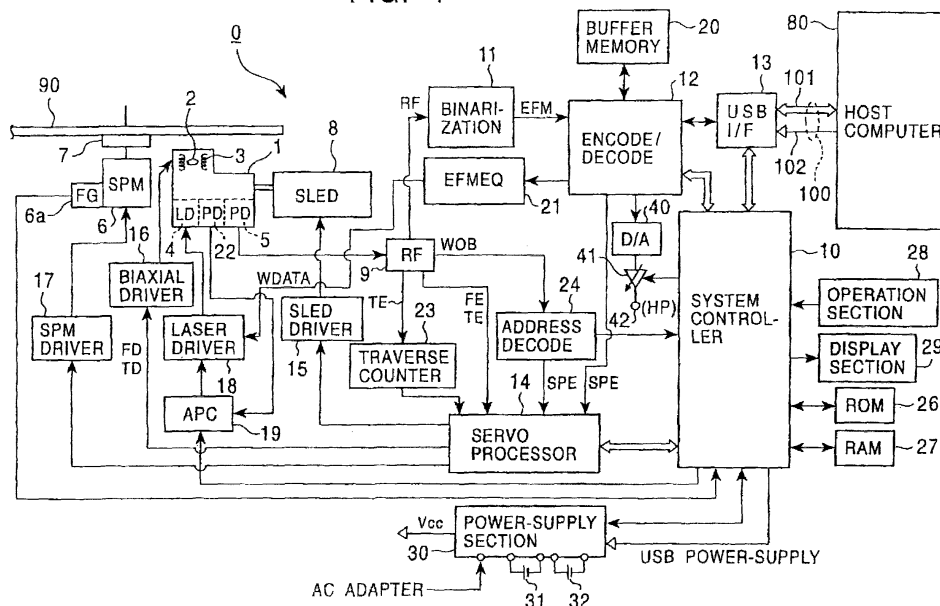 0
90
2
7
3
1
8
SLED
SPM
FG
6a
6
LD
PD
PD
4
22
5
16
BIAXIAL
DRIVER
17
SPM
DRIVER
FD
TD
WDATA
LASER
DRIVER
18
APC
19
SLED
DRIVER
15
RF
11
BINARIZATION
EFM
EFMEQ
21
RF
9
WOB
TE
23
TRAVERSE
COUNTER
FE
TE
24
ADDRESS
DECODE
SPE
SPE
14
SERVO
PROCESSOR
BUFFER
MEMORY
20
12
ENCODE/
DECODE
40
D/A
41
42
(HP)
13
USB
I/F
101
102
100
80
HOST
COMPUTER
10
SYSTEM
CONTROL-
LER
28
OPERATION
SECTION
DISPLAY
SECTION
29
ROM
26
RAM
27
Vcc
POWER-SUPPLY
SECTION
30
USB POWER-SUPPLY
AC ADAPTER
31
32